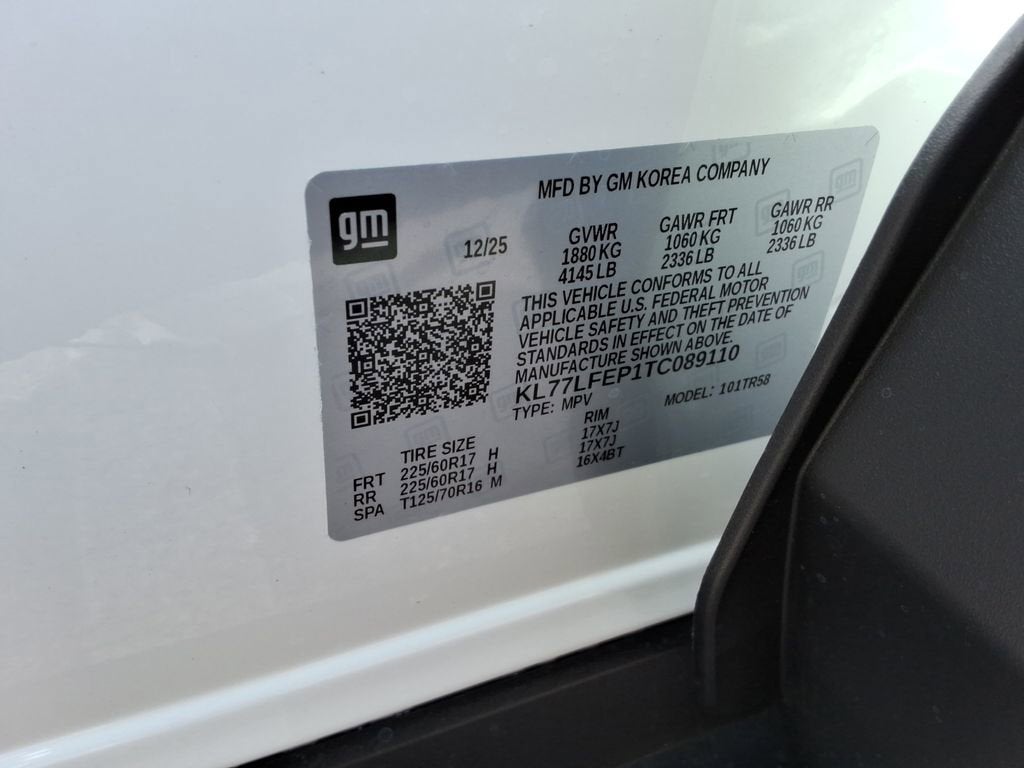 MFD BY GM KOREA COMPANY
gm
12/25
GVWR GAWR FRT GAWR RR
1880 KG 1060 KG 1060 KG
4145 LB 2336 LB 2336 LB
THIS VEHICLE CONFORMS TO ALL
APPLICABLE U.S. FEDERAL MOTOR
VEHICLE SAFETY AND THEFT PREVENTION
STANDARDS IN EFFECT ON THE DATE OF
MANUFACTURE SHOWN ABOVE.
KL77LFEP1TC089110
TYPE: MPV MODEL: 101TR58
TIRE SIZE RIM
FRT 225/60R17 H 17X7J
RR 225/60R17 H 17X7J
SPA T125/70R16 M 16X4BT